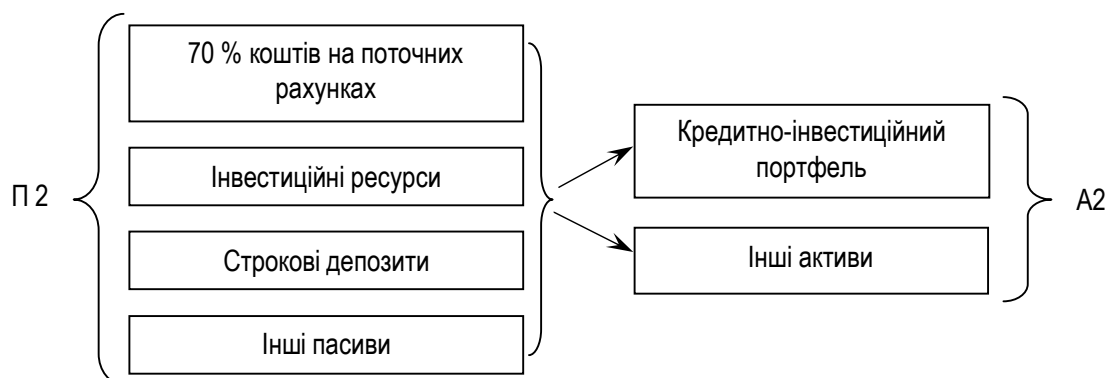 П 2
70 % коштів на поточних
рахунках
Інвестиційні ресурси
Строкові депозити
Інші пасиви
Кредитно-інвестиційний
портфель
Інші активи
А2